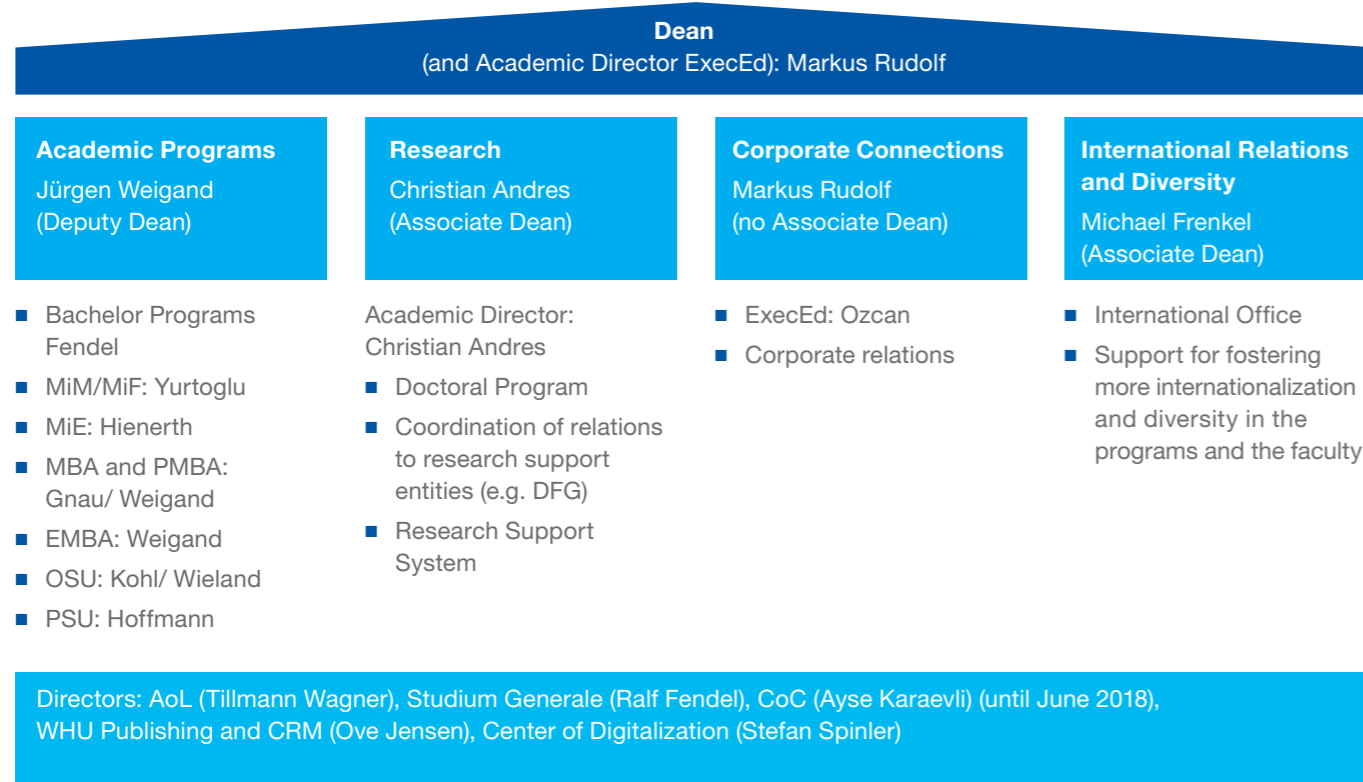 Dean
(and Academic Director ExecEd): Markus Rudolf
Academic Programs
Jürgen Weigand
(Deputy Dean)
Bachelor Programs
Fendel
MiM/MiF: Yurtoglu
MiE: Hienerth
MBA and PMBA:
Gnau/ Weigand
EMBA: Weigand
OSU: Kohl/ Wieland
PSU: Hoffmann
Research
Christian Andres
(Associate Dean)
Academic Director:
Christian Andres
Doctoral Program
Coordination of relations
to research support
entities (e.g. DFG)
Research Support
System
Corporate Connections
Markus Rudolf
(no Associate Dean)
ExecEd: Ozcan
Corporate relations
International Relations
and Diversity
Michael Frenkel
(Associate Dean)
International Office
Support for fostering
more internationalization
and diversity in the
programs and the faculty
Directors: AoL (Tillmann Wagner), Studium Generale (Ralf Fendel), CoC (Ayse Karaevli) (until June 2018),
WHU Publishing and CRM (Ove Jensen), Center of Digitalization (Stefan Spinler)